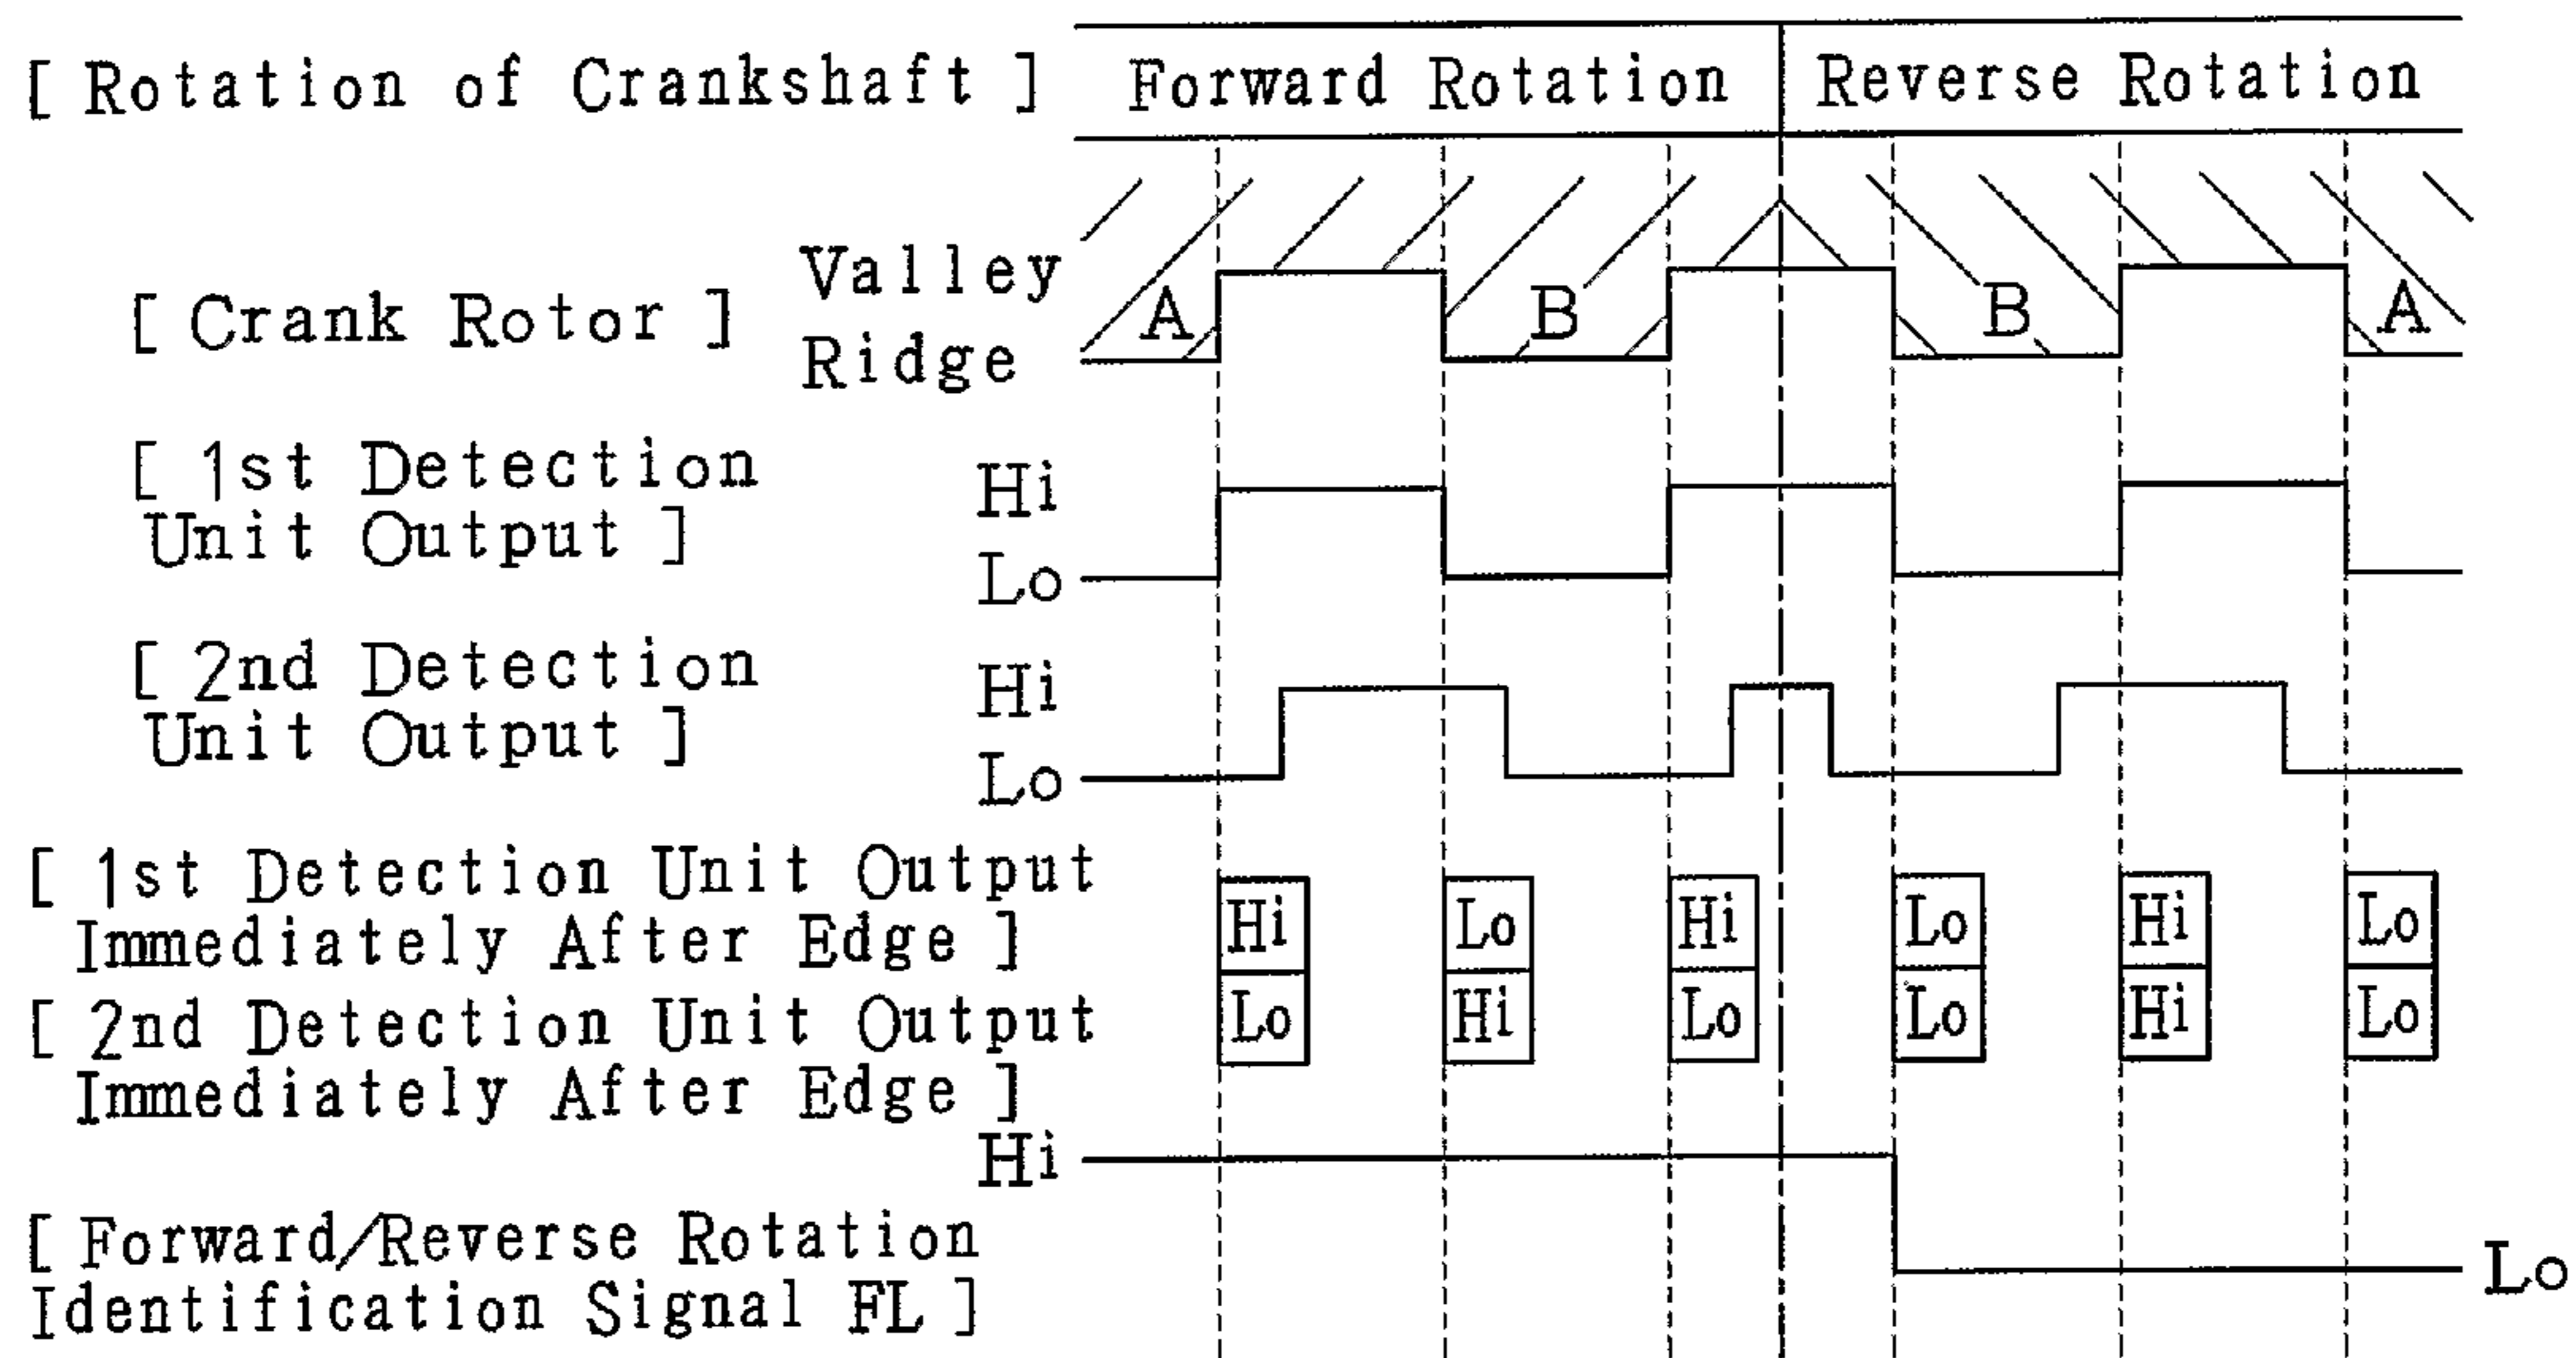 [ Rotation of Crankshaft ] Forward Rotation Reverse Rotation
Valley
[ Crank Rotor ] A B B A
Ridge
[ 1st Detection
Unit Output ]
Hi
Lo
[ 2nd Detection
Unit Output ]
Hi
Lo
[ 1st Detection Unit Output
Immediately After Edge ]
Hi Lo Hi Lo Hi Lo
[ 2nd Detection Unit Output
Immediately After Edge ]
Lo Hi Lo Lo Hi Lo
Hi
[ Forward/Reverse Rotation
Identification Signal FL ]
Lo